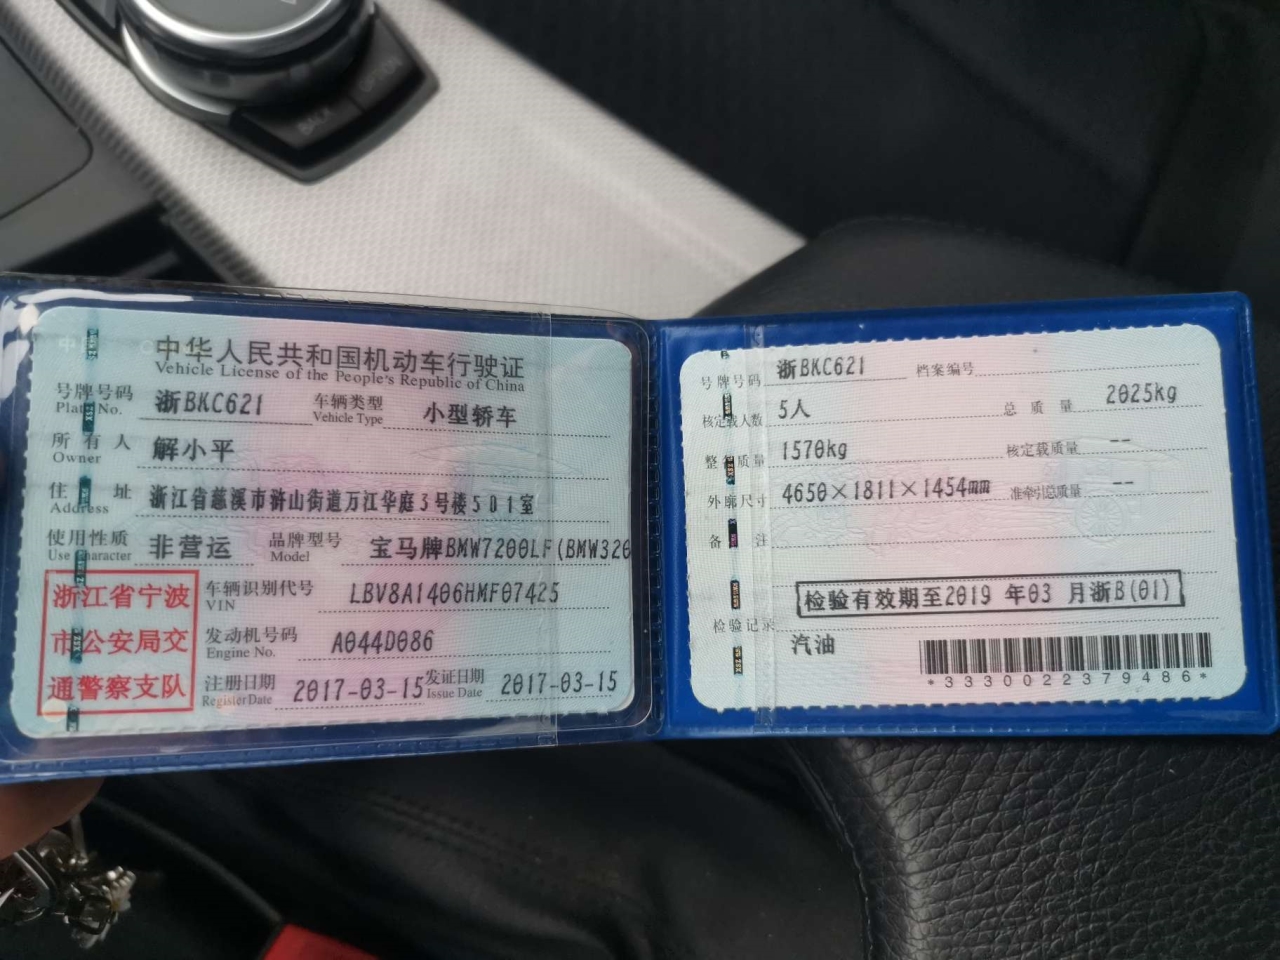 中华人民共和国机动车行驶证
Vehicle License of the People's Republic of China
号牌号码 浙BKC621 车辆类型 小型轿车
Plate No. Vehicle Type
所有人 解小平
Owner
住址 浙江省慈溪市浒山街道万江华庭3号楼501室
Address
使用性质 非营运 品牌型号 宝马牌BMW7200LF(BMW320
Use Character Model
浙江省宁波
市公安局交
通警察支队
车辆识别代号 LBV8A1406HMF07425
VIN
发动机号码 A044D086
Engine No.
注册日期 2017-03-15 发证日期 2017-03-15
Register Date Issue Date
号牌号码 浙BKC621 档案编号
核定载人数 5人 总质量 2025kg
整备质量 1570kg 核定载质量 --
外廓尺寸 4650×1811×1454mm 准牵引总质量 --
备注
检验有效期至2019 年03 月浙B(01)
检验记录
汽油
*3330022379486*